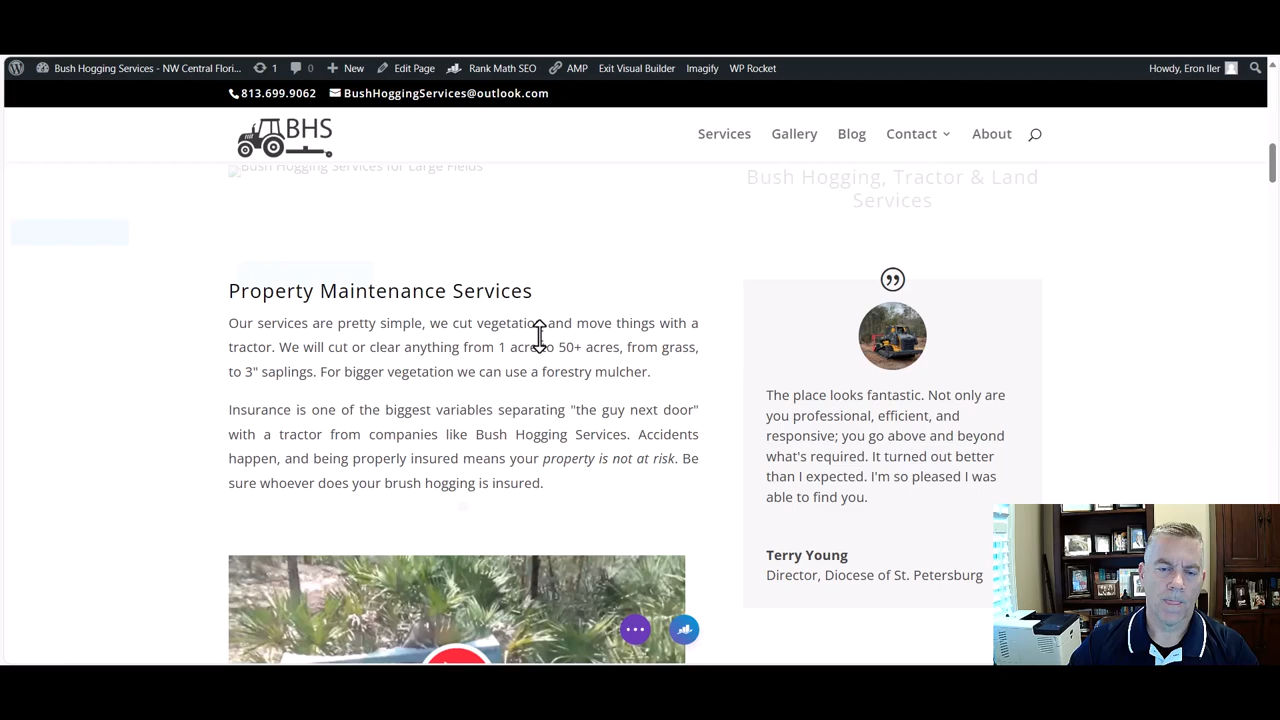 Bush Hogging Services - NW Central Flori... 1 0 New Edit Page Rank Math SEO AMP Exit Visual Builder Imagify WP Rocket Howdy, Eron Iler
813.699.9062 BushHoggingServices@outlook.com
BHS Services Gallery Blog Contact About
Bush Hogging Services for Large Fields
Bush Hogging, Tractor & Land
Services
Property Maintenance Services
Our services are pretty simple, we cut vegetation and move things with a
tractor. We will cut or clear anything from 1 acre to 50+ acres, from grass,
to 3" saplings. For bigger vegetation we can use a forestry mulcher.
Insurance is one of the biggest variables separating "the guy next door"
with a tractor from companies like Bush Hogging Services. Accidents
happen, and being properly insured means your property is not at risk. Be
sure whoever does your brush hogging is insured.
The place looks fantastic. Not only are
you professional, efficient, and
responsive; you go above and beyond
what's required. It turned out better
than I expected. I'm so pleased I was
able to find you.
Terry Young
Director, Diocese of St. Petersburg